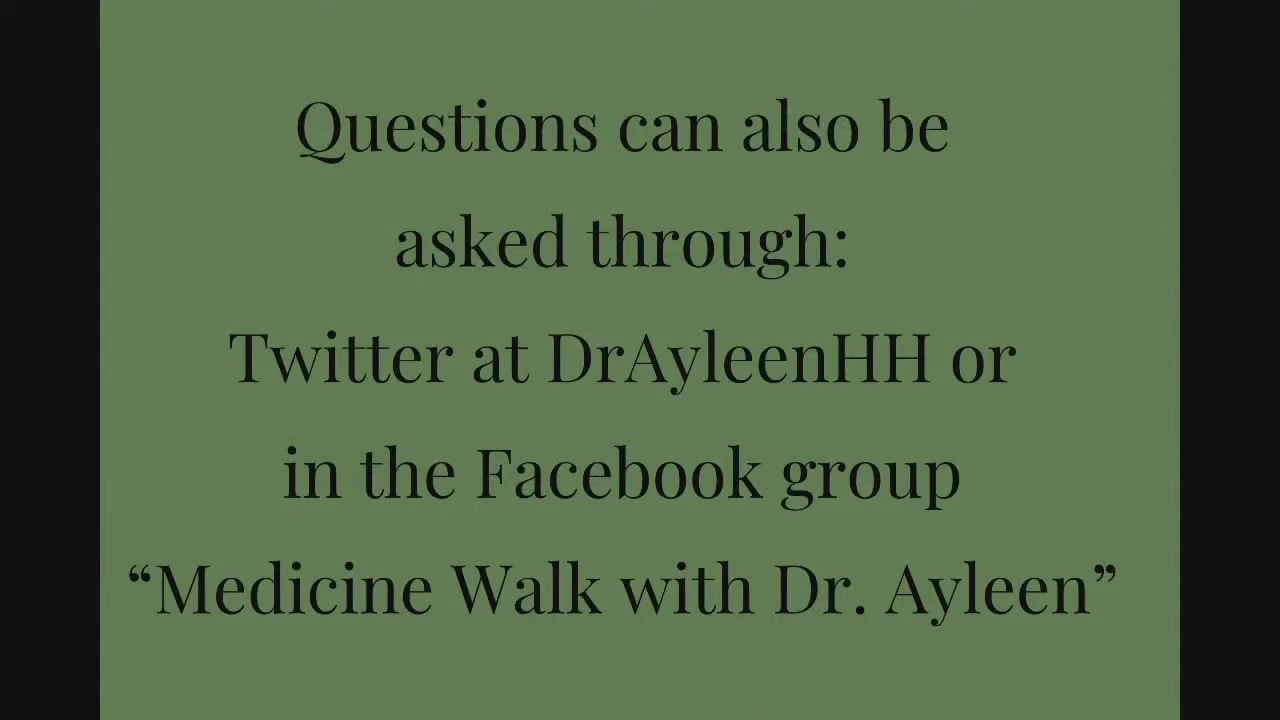 Questions can also be
asked through:
Twitter at DrAyleenHH or
in the Facebook group
“Medicine Walk with Dr. Ayleen”